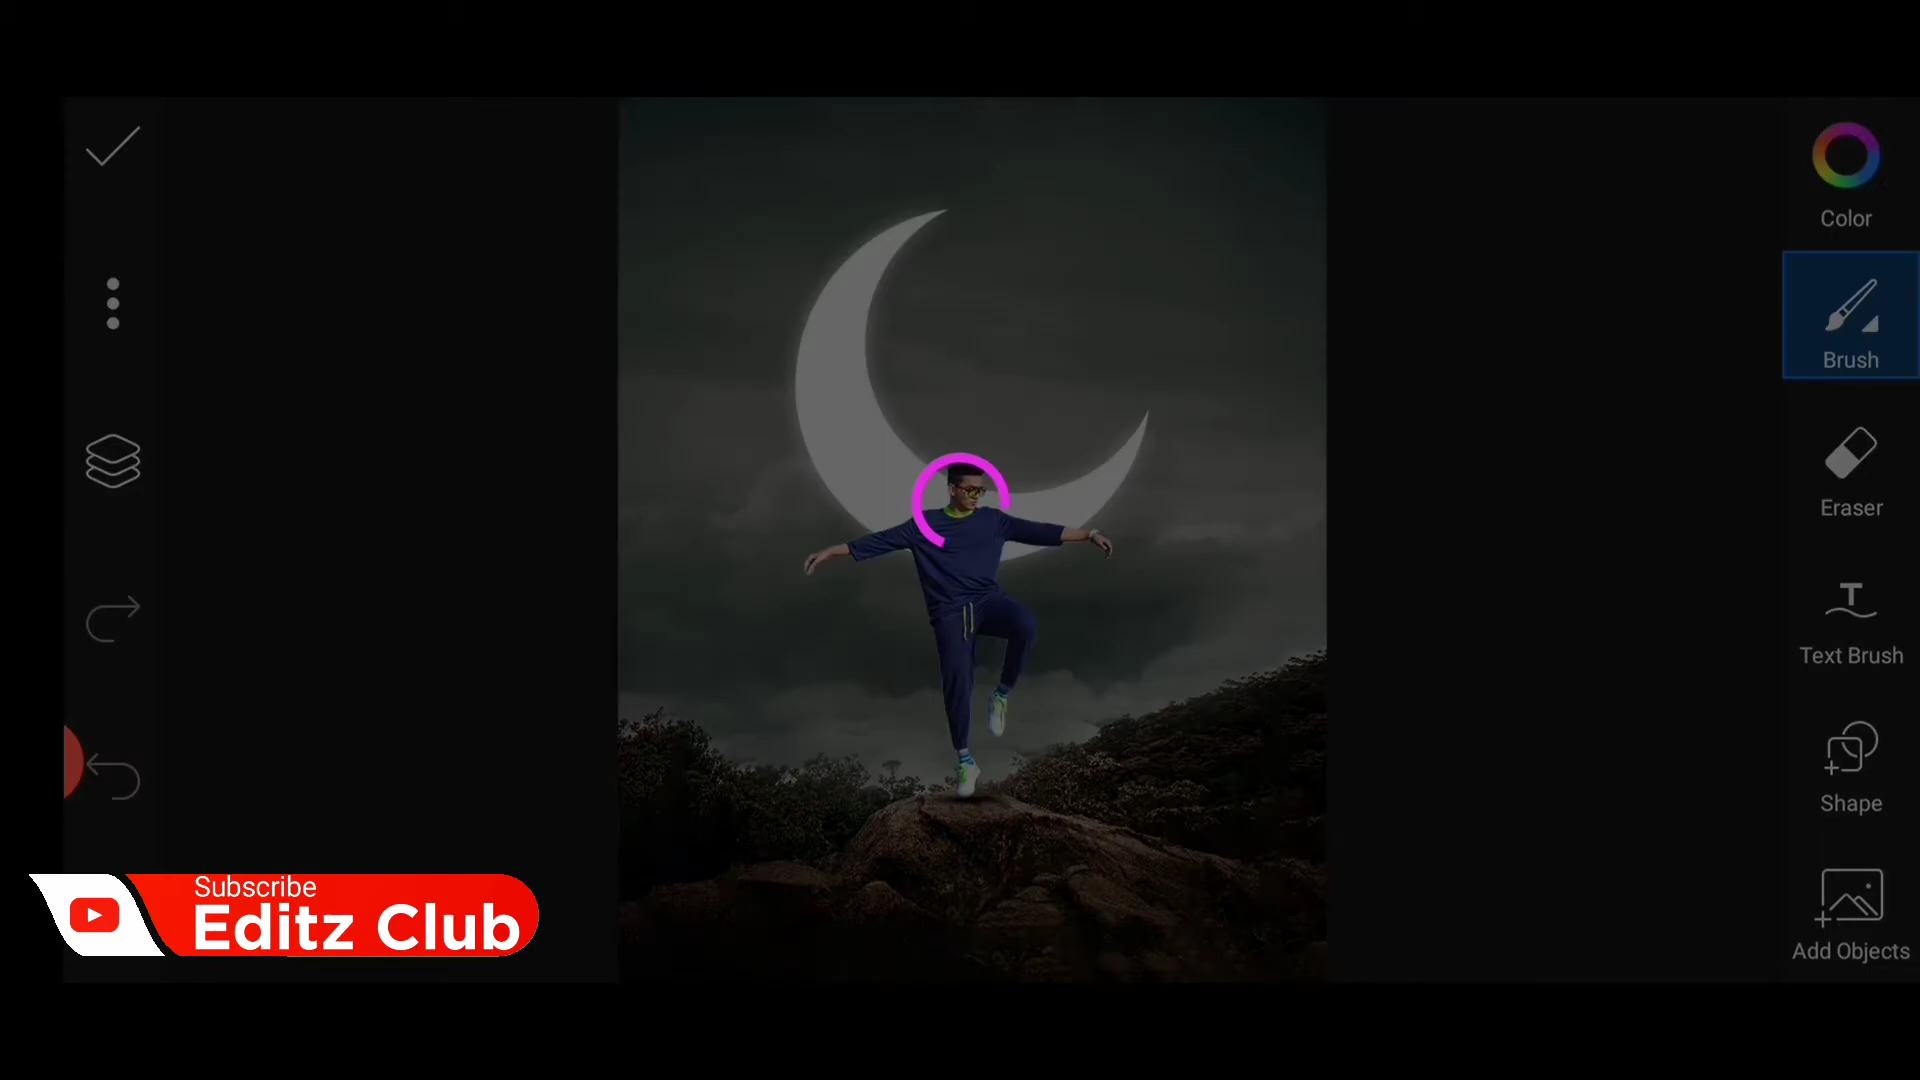 Color
Brush
Eraser
Text Brush
Shape
Add Objects
Subscribe
Editz Club